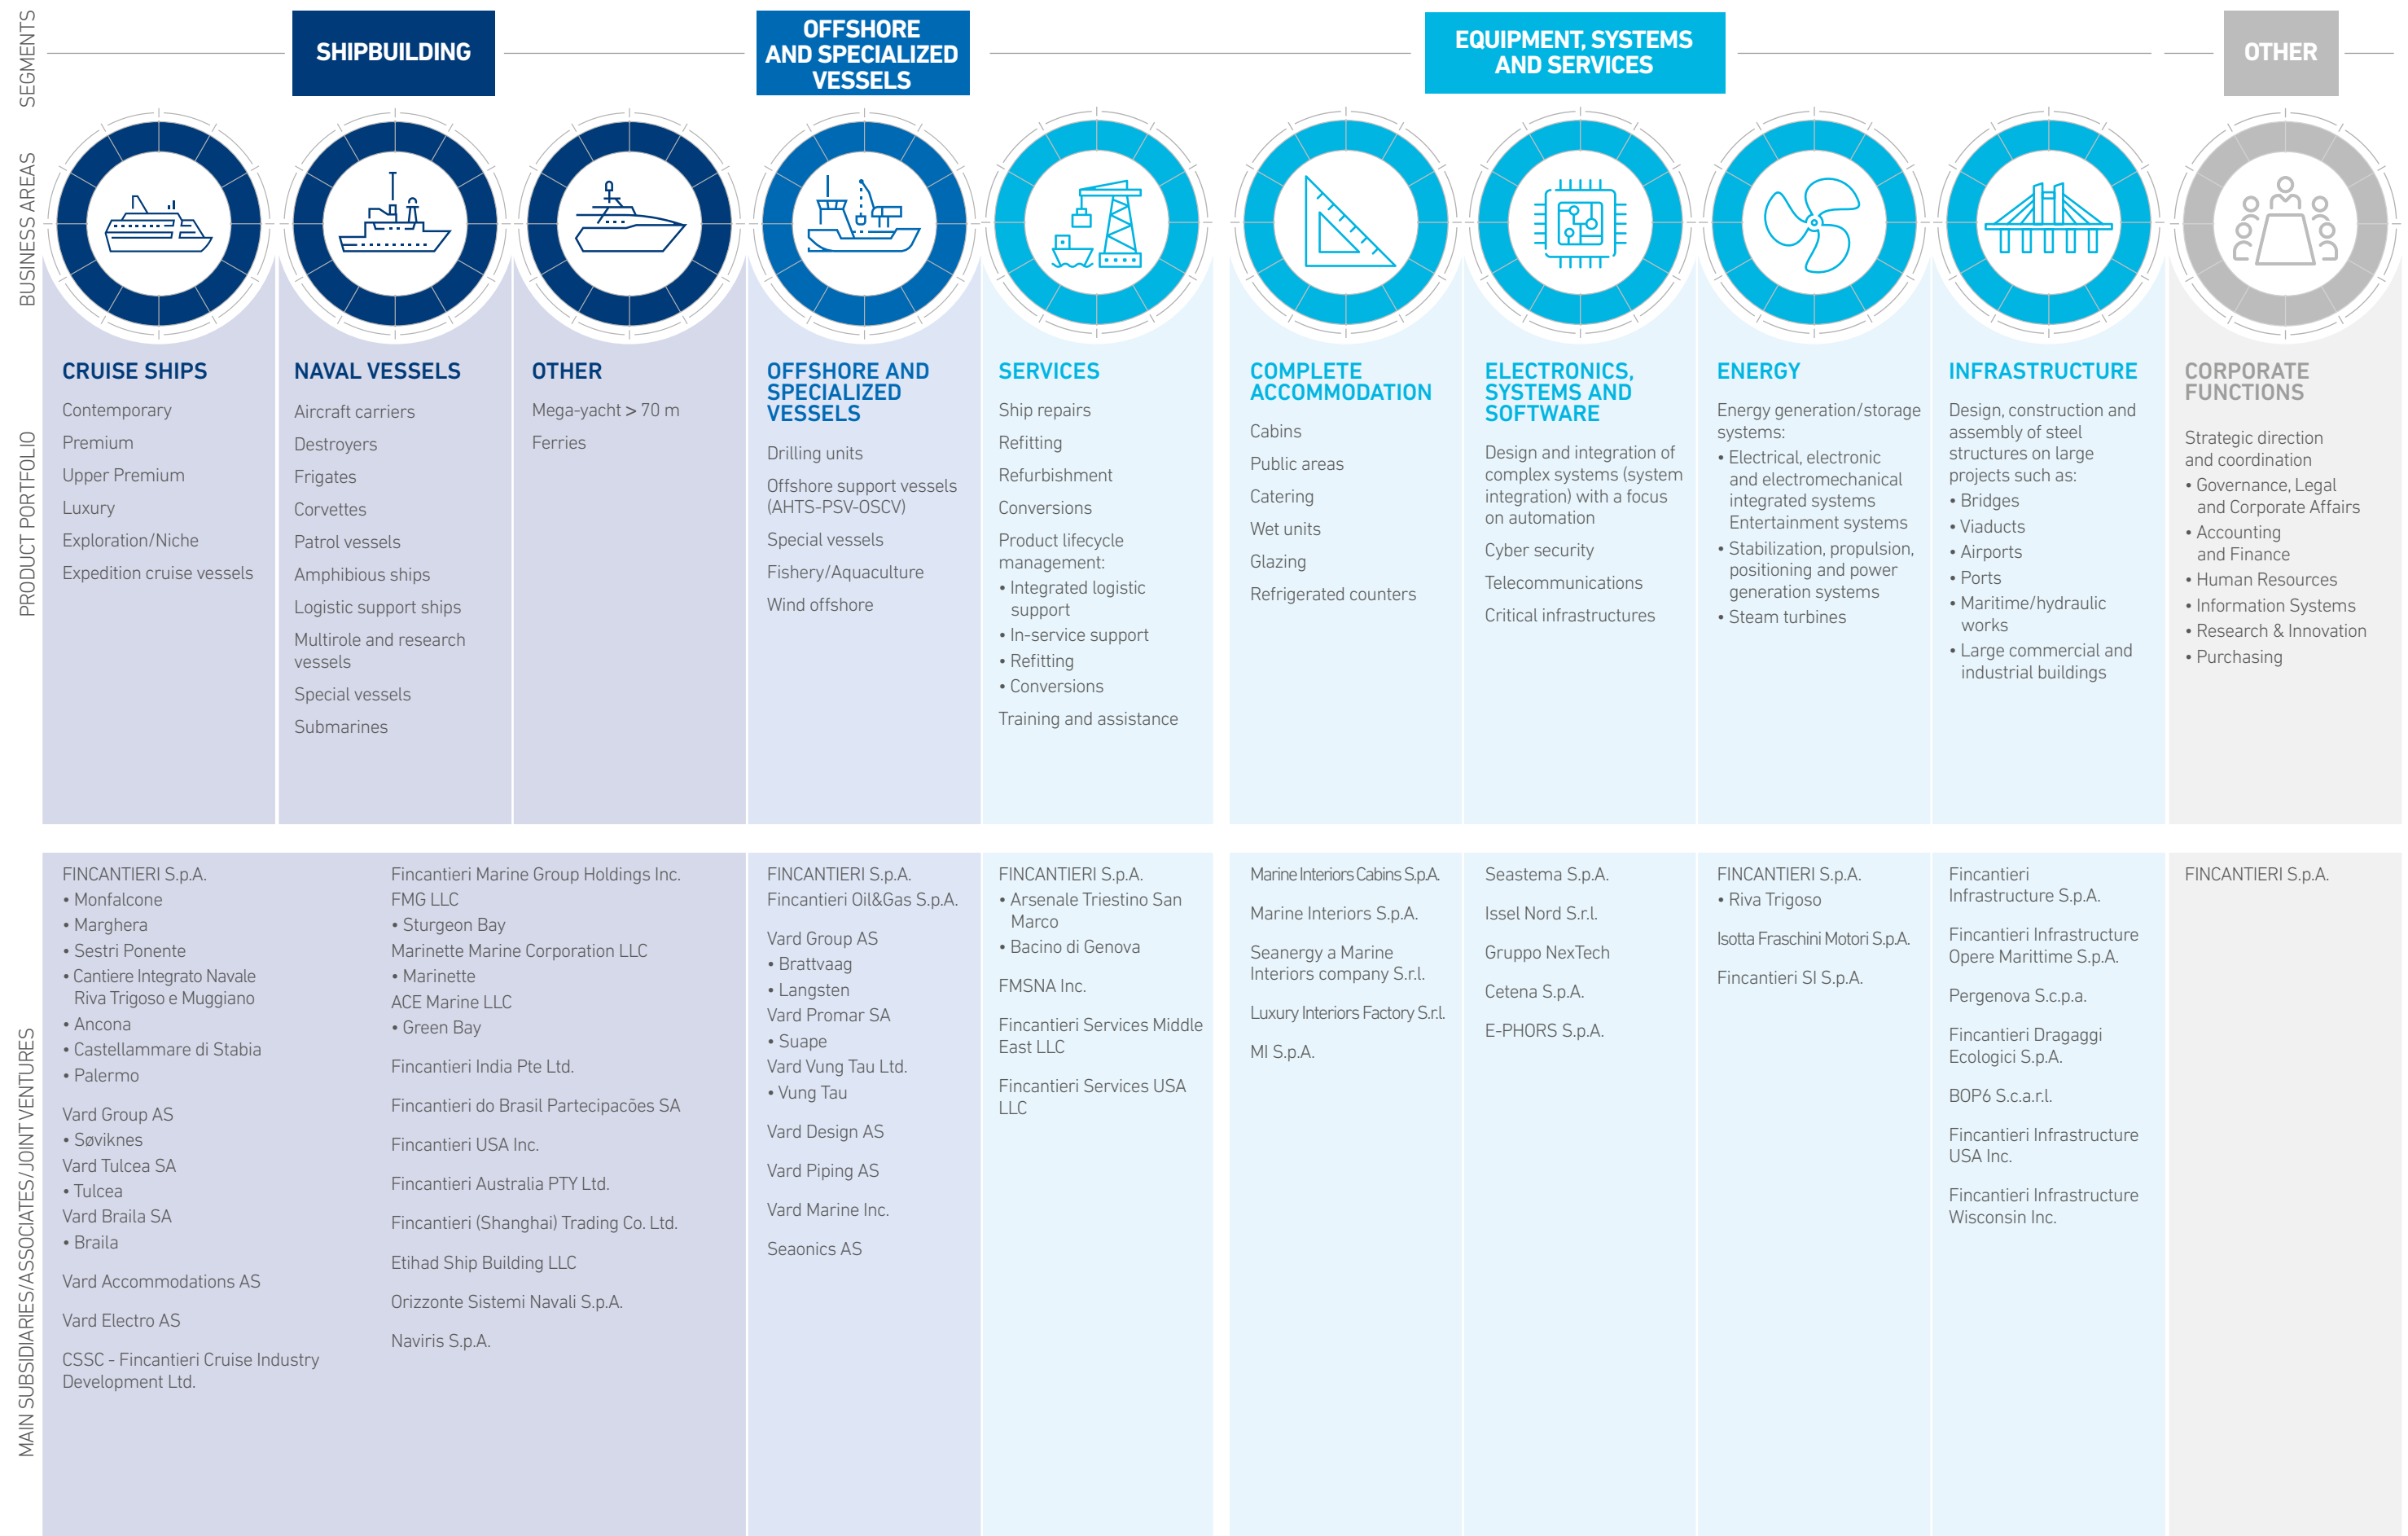 SEGMENTS
SHIPBUILDING
OFFSHORE
AND SPECIALIZED
VESSELS
EQUIPMENT, SYSTEMS
AND SERVICES
OTHER
BUSINESS AREAS
PRODUCT PORTFOLIO
CRUISE SHIPS
Contemporary
Premium
Upper Premium
Luxury
Exploration/Niche
Expedition cruise vessels
NAVAL VESSELS
Aircraft carriers
Destroyers
Frigates
Corvettes
Patrol vessels
Amphibious ships
Logistic support ships
Multirole and research
vessels
Special vessels
Submarines
OTHER
Mega-yacht > 70 m
Ferries
OFFSHORE AND
SPECIALIZED
VESSELS
Drilling units
Offshore support vessels
(AHTS-PSV-OSCV)
Special vessels
Fishery/Aquaculture
Wind offshore
SERVICES
Ship repairs
Refitting
Refurbishment
Conversions
Product lifecycle
management:
• Integrated logistic
support
• In-service support
• Refitting
• Conversions
Training and assistance
COMPLETE
ACCOMMODATION
Cabins
Public areas
Catering
Wet units
Glazing
Refrigerated counters
ELECTRONICS,
SYSTEMS AND
SOFTWARE
Design and integration of
complex systems (system
integration) with a focus
on automation
Cyber security
Telecommunications
Critical infrastructures
ENERGY
Energy generation/storage
systems:
• Electrical, electronic
and electromechanical
integrated systems
Entertainment systems
• Stabilization, propulsion,
positioning and power
generation systems
• Steam turbines
INFRASTRUCTURE
Design, construction and
assembly of steel
structures on large
projects such as:
• Bridges
• Viaducts
• Airports
• Ports
• Maritime/hydraulic
works
• Large commercial and
industrial buildings
CORPORATE
FUNCTIONS
Strategic direction
and coordination
• Governance, Legal
and Corporate Affairs
• Accounting
and Finance
• Human Resources
• Information Systems
• Research & Innovation
• Purchasing
MAIN SUBSIDIARIES/ASSOCIATES/JOINT VENTURES
FINCANTIERI S.p.A.
• Monfalcone
• Marghera
• Sestri Ponente
• Cantiere Integrato Navale
Riva Trigoso e Muggiano
• Ancona
• Castellammare di Stabia
• Palermo
Vard Group AS
• Søviknes
Vard Tulcea SA
• Tulcea
Vard Braila SA
• Braila
Vard Accommodations AS
Vard Electro AS
CSSC - Fincantieri Cruise Industry
Development Ltd.
Fincantieri Marine Group Holdings Inc.
FMG LLC
• Sturgeon Bay
Marinette Marine Corporation LLC
• Marinette
ACE Marine LLC
• Green Bay
Fincantieri India Pte Ltd.
Fincantieri do Brasil Partecipacões SA
Fincantieri USA Inc.
Fincantieri Australia PTY Ltd.
Fincantieri (Shanghai) Trading Co. Ltd.
Etihad Ship Building LLC
Orizzonte Sistemi Navali S.p.A.
Naviris S.p.A.
FINCANTIERI S.p.A.
Fincantieri Oil&Gas S.p.A.
Vard Group AS
• Brattvaag
• Langsten
Vard Promar SA
• Suape
Vard Vung Tau Ltd.
• Vung Tau
Vard Design AS
Vard Piping AS
Vard Marine Inc.
Seaonics AS
FINCANTIERI S.p.A.
• Arsenale Triestino San
Marco
• Bacino di Genova
FMSNA Inc.
Fincantieri Services Middle
East LLC
Fincantieri Services USA
LLC
Marine Interiors Cabins S.p.A.
Marine Interiors S.p.A.
Seanergy a Marine
Interiors company S.r.l.
Luxury Interiors Factory S.r.l.
MI S.p.A.
Seastema S.p.A.
Issel Nord S.r.l.
Gruppo NexTech
Cetena S.p.A.
E-PHORS S.p.A.
FINCANTIERI S.p.A.
• Riva Trigoso
Isotta Fraschini Motori S.p.A.
Fincantieri SI S.p.A.
Fincantieri
Infrastructure S.p.A.
Fincantieri Infrastructure
Opere Marittime S.p.A.
Pergenova S.c.p.a.
Fincantieri Dragaggi
Ecologici S.p.A.
BOP6 S.c.a.r.l.
Fincantieri Infrastructure
USA Inc.
Fincantieri Infrastructure
Wisconsin Inc.
FINCANTIERI S.p.A.